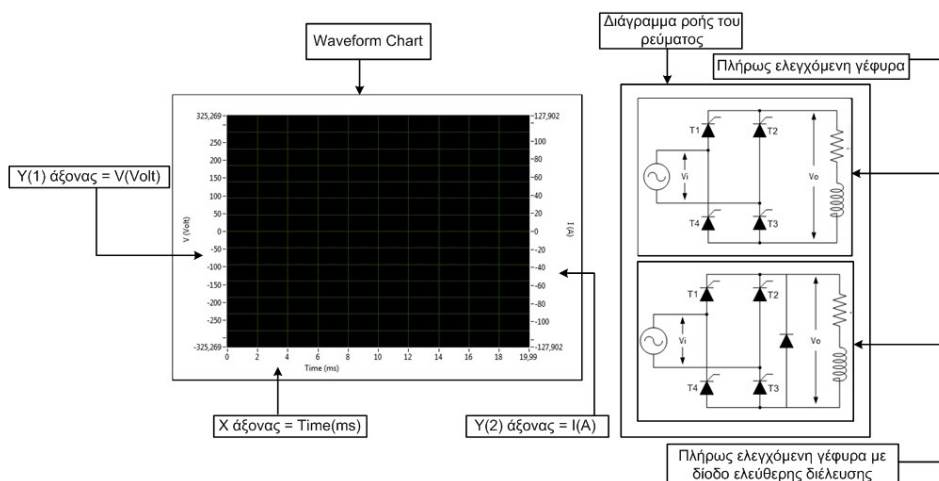 Waveform Chart
Διάγραμμα ροής του
ρεύματος
Πλήρως ελεγχόμενη γέφυρα
Y(1) άξονας = V(Volt)
325,269
250
200
150
100
50
0
-50
-100
-150
-200
-250
-325,269
V (Volt)
127,902
100
80
60
40
20
0
-20
-40
-60
-80
-100
-127,902
I (A)
0 2 4 6 8 10 12 14 16 18 19,99
Time (ms)
X άξονας = Time(ms)
Y(2) άξονας = I(A)
T1 T2
Vi Vo
T4 T3
T1 T2
Vi Vo
T4 T3
Πλήρως ελεγχόμενη γέφυρα με
δίοδο ελεύθερης διέλευσης